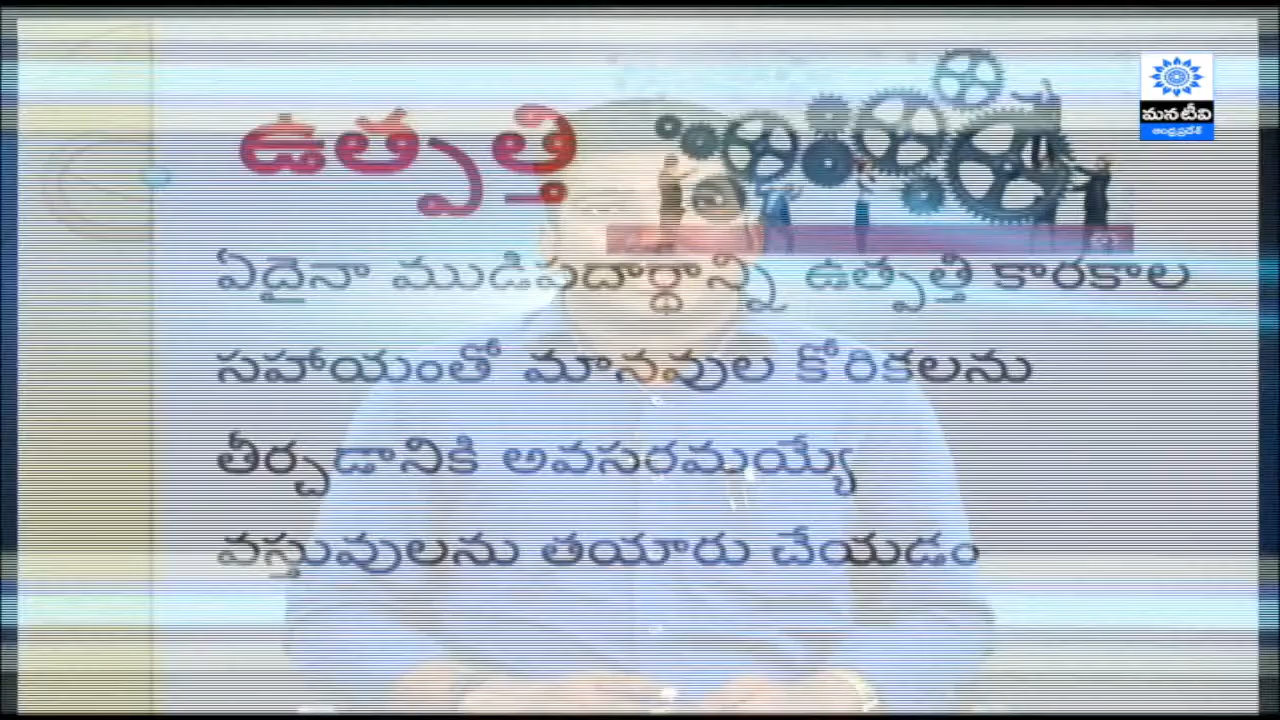 ఉత్పత్తి
మనటీవి
ఆంధ్రప్రదేశ్
ఏదైనా ముడిపదార్థాన్ని ఉత్పత్తి కారకాల
సహాయంతో మానవుల కోరికలను
తీర్చడానికి అవసరమయ్యే
వస్తువులను తయారు చేయడం